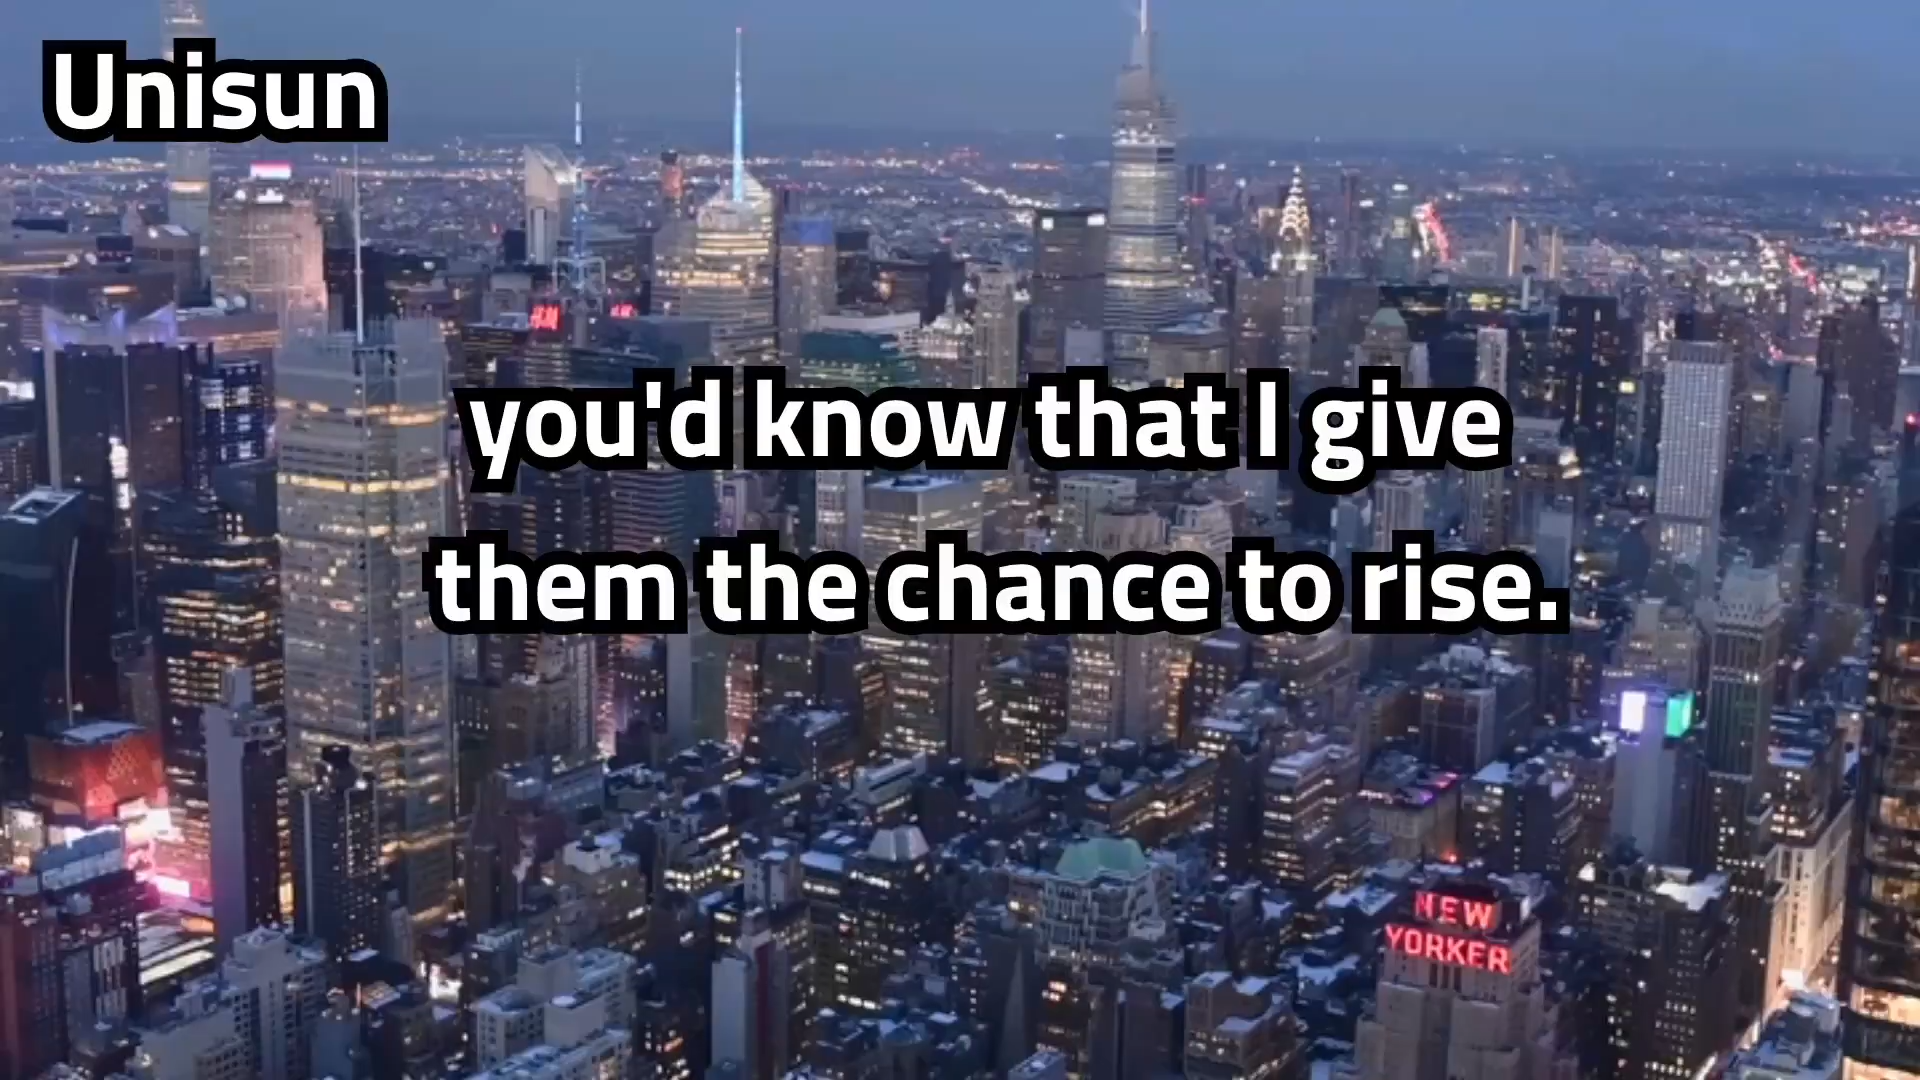 Unisun
you'd know that I give
them the chance to rise.
H&M
NEW
YORKER